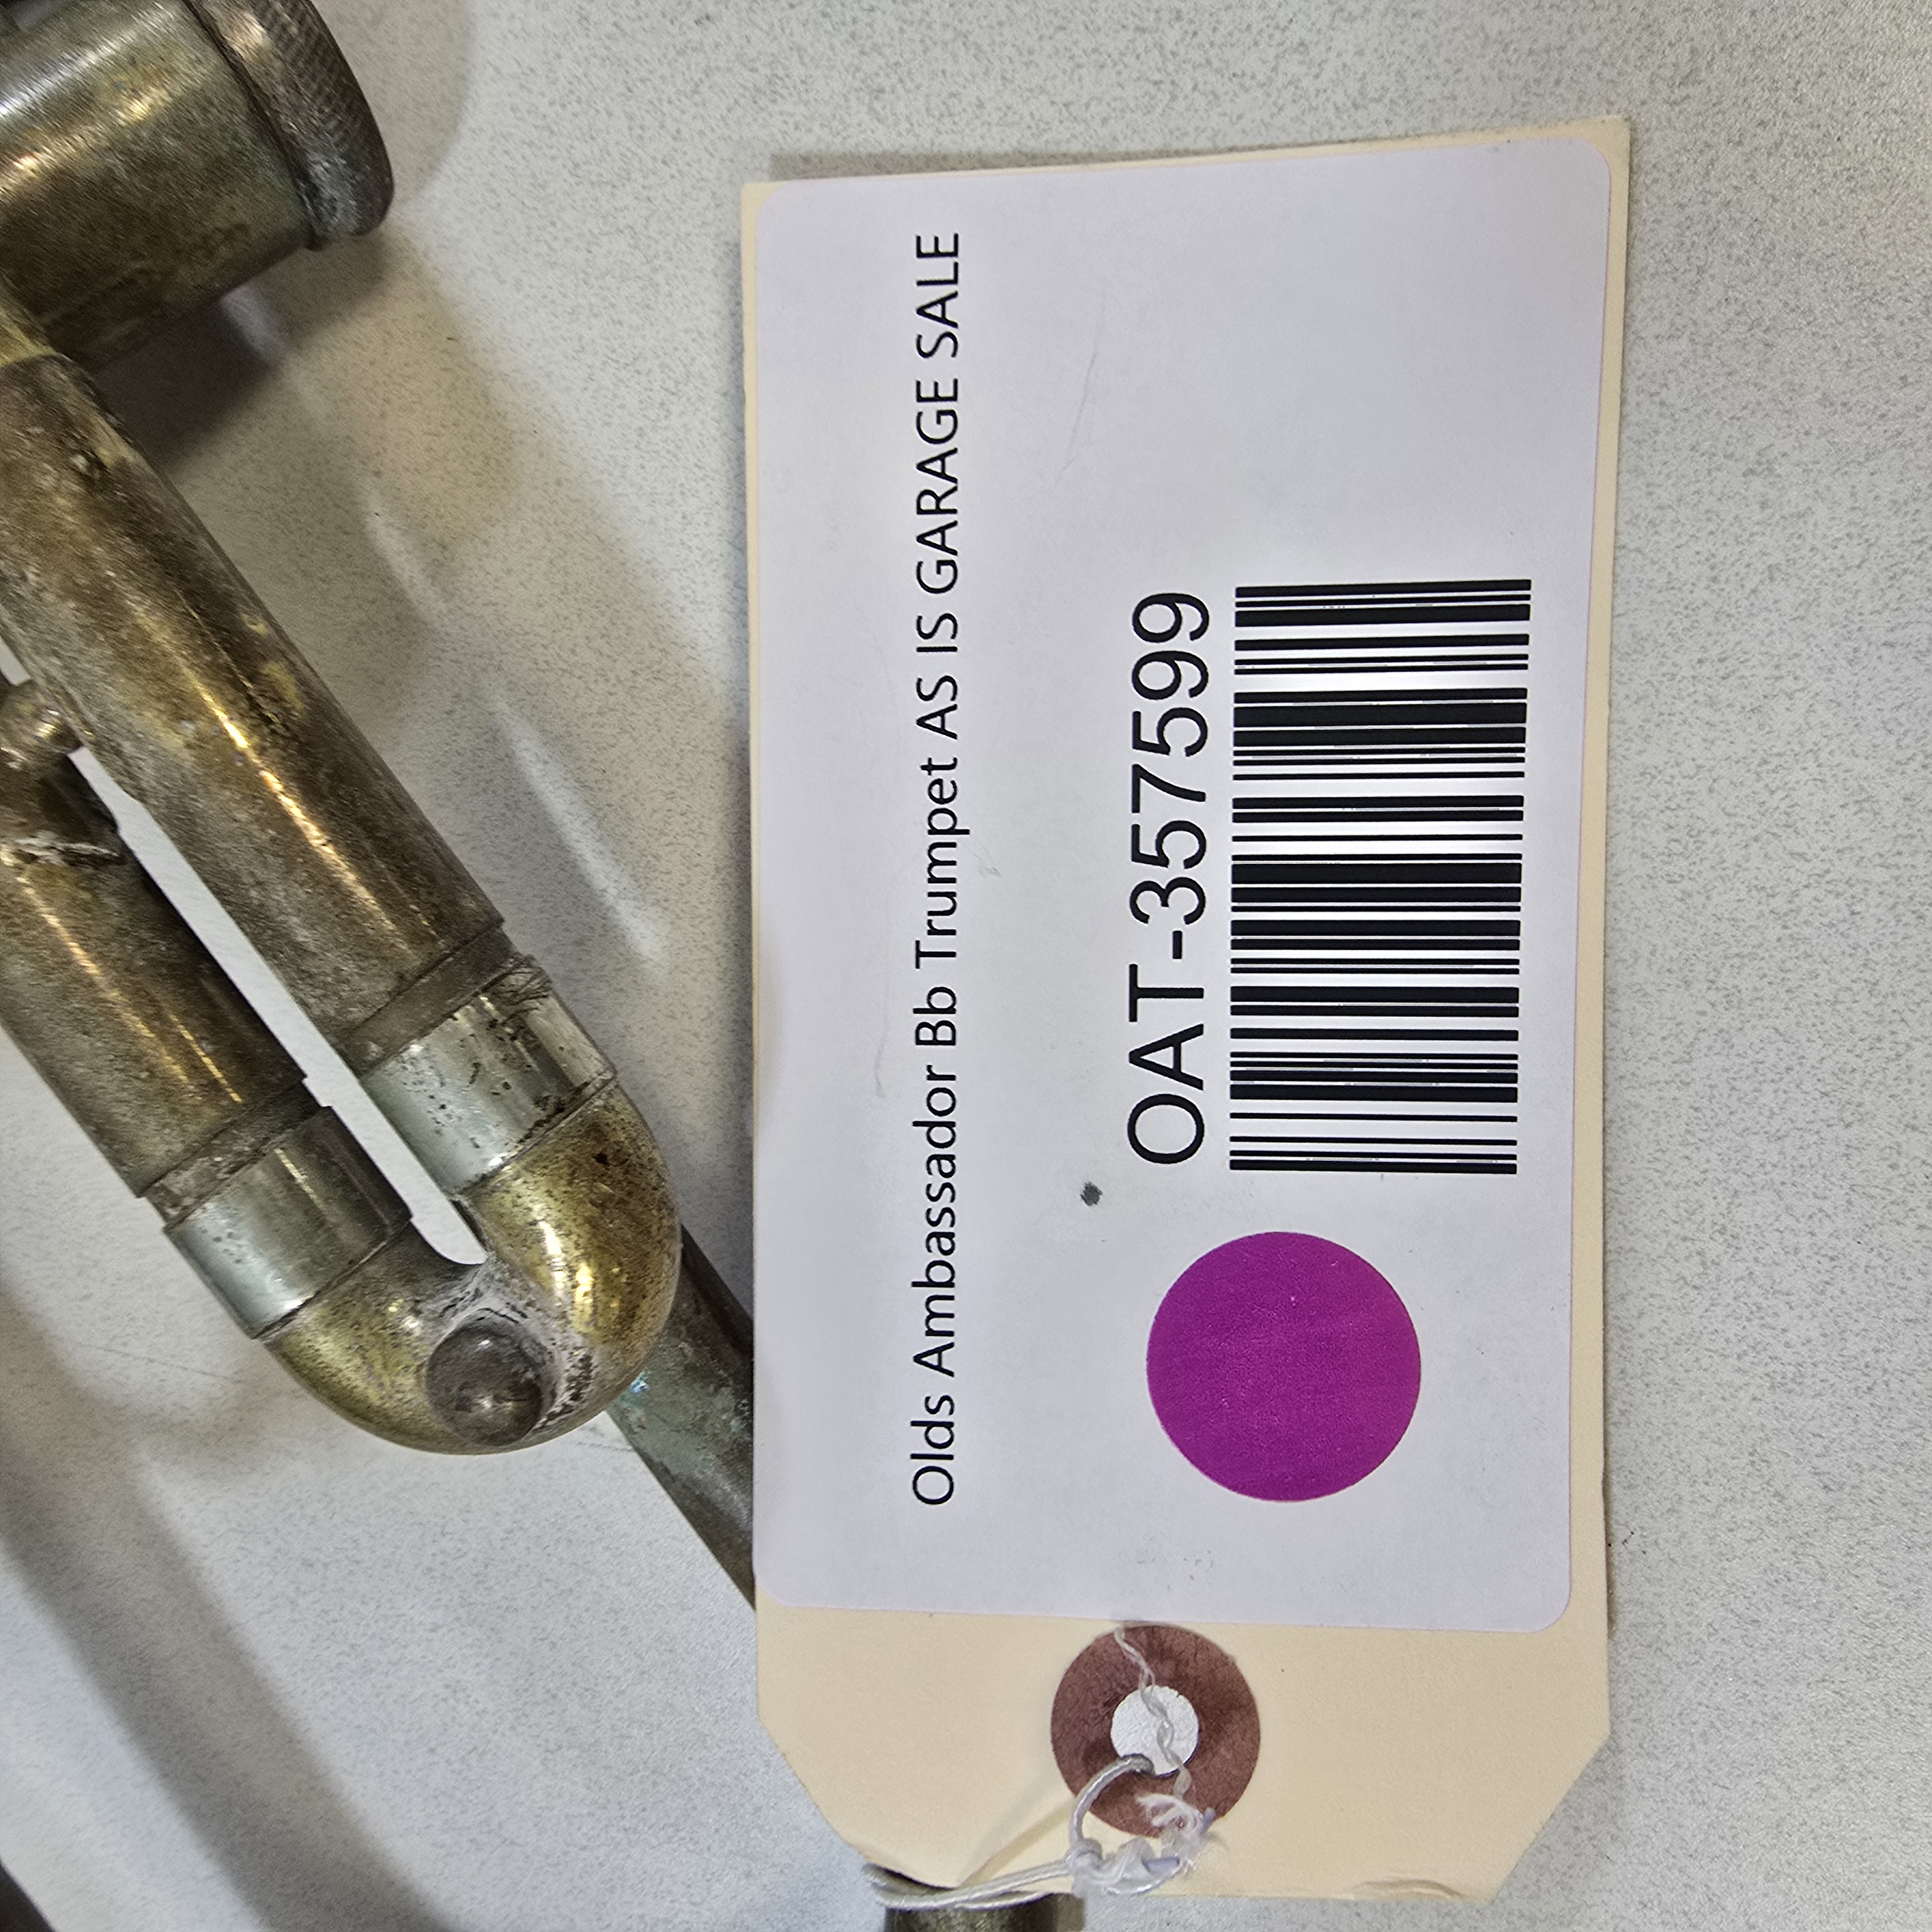 Olds Ambassador Bb Trumpet AS IS GARAGE SALE
OAT-357599